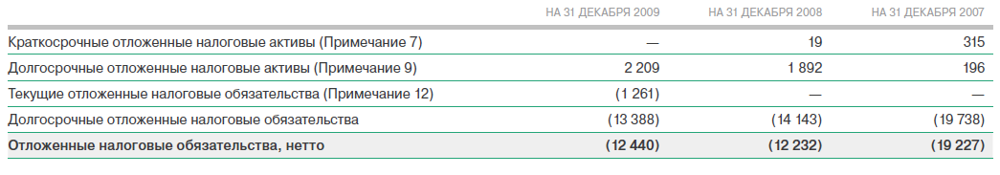 НА 31 ДЕКАБРЯ 2009 НА 31 ДЕКАБРЯ 2008 НА 31 ДЕКАБРЯ 2007
Краткосрочные отложенные налоговые активы (Примечание 7) — 19 315
Долгосрочные отложенные налоговые активы (Примечание 9) 2 209 1 892 196
Текущие отложенные налоговые обязательства (Примечание 12) (1 261) — —
Долгосрочные отложенные налоговые обязательства (13 388) (14 143) (19 738)
Отложенные налоговые обязательства, нетто (12 440) (12 232) (19 227)